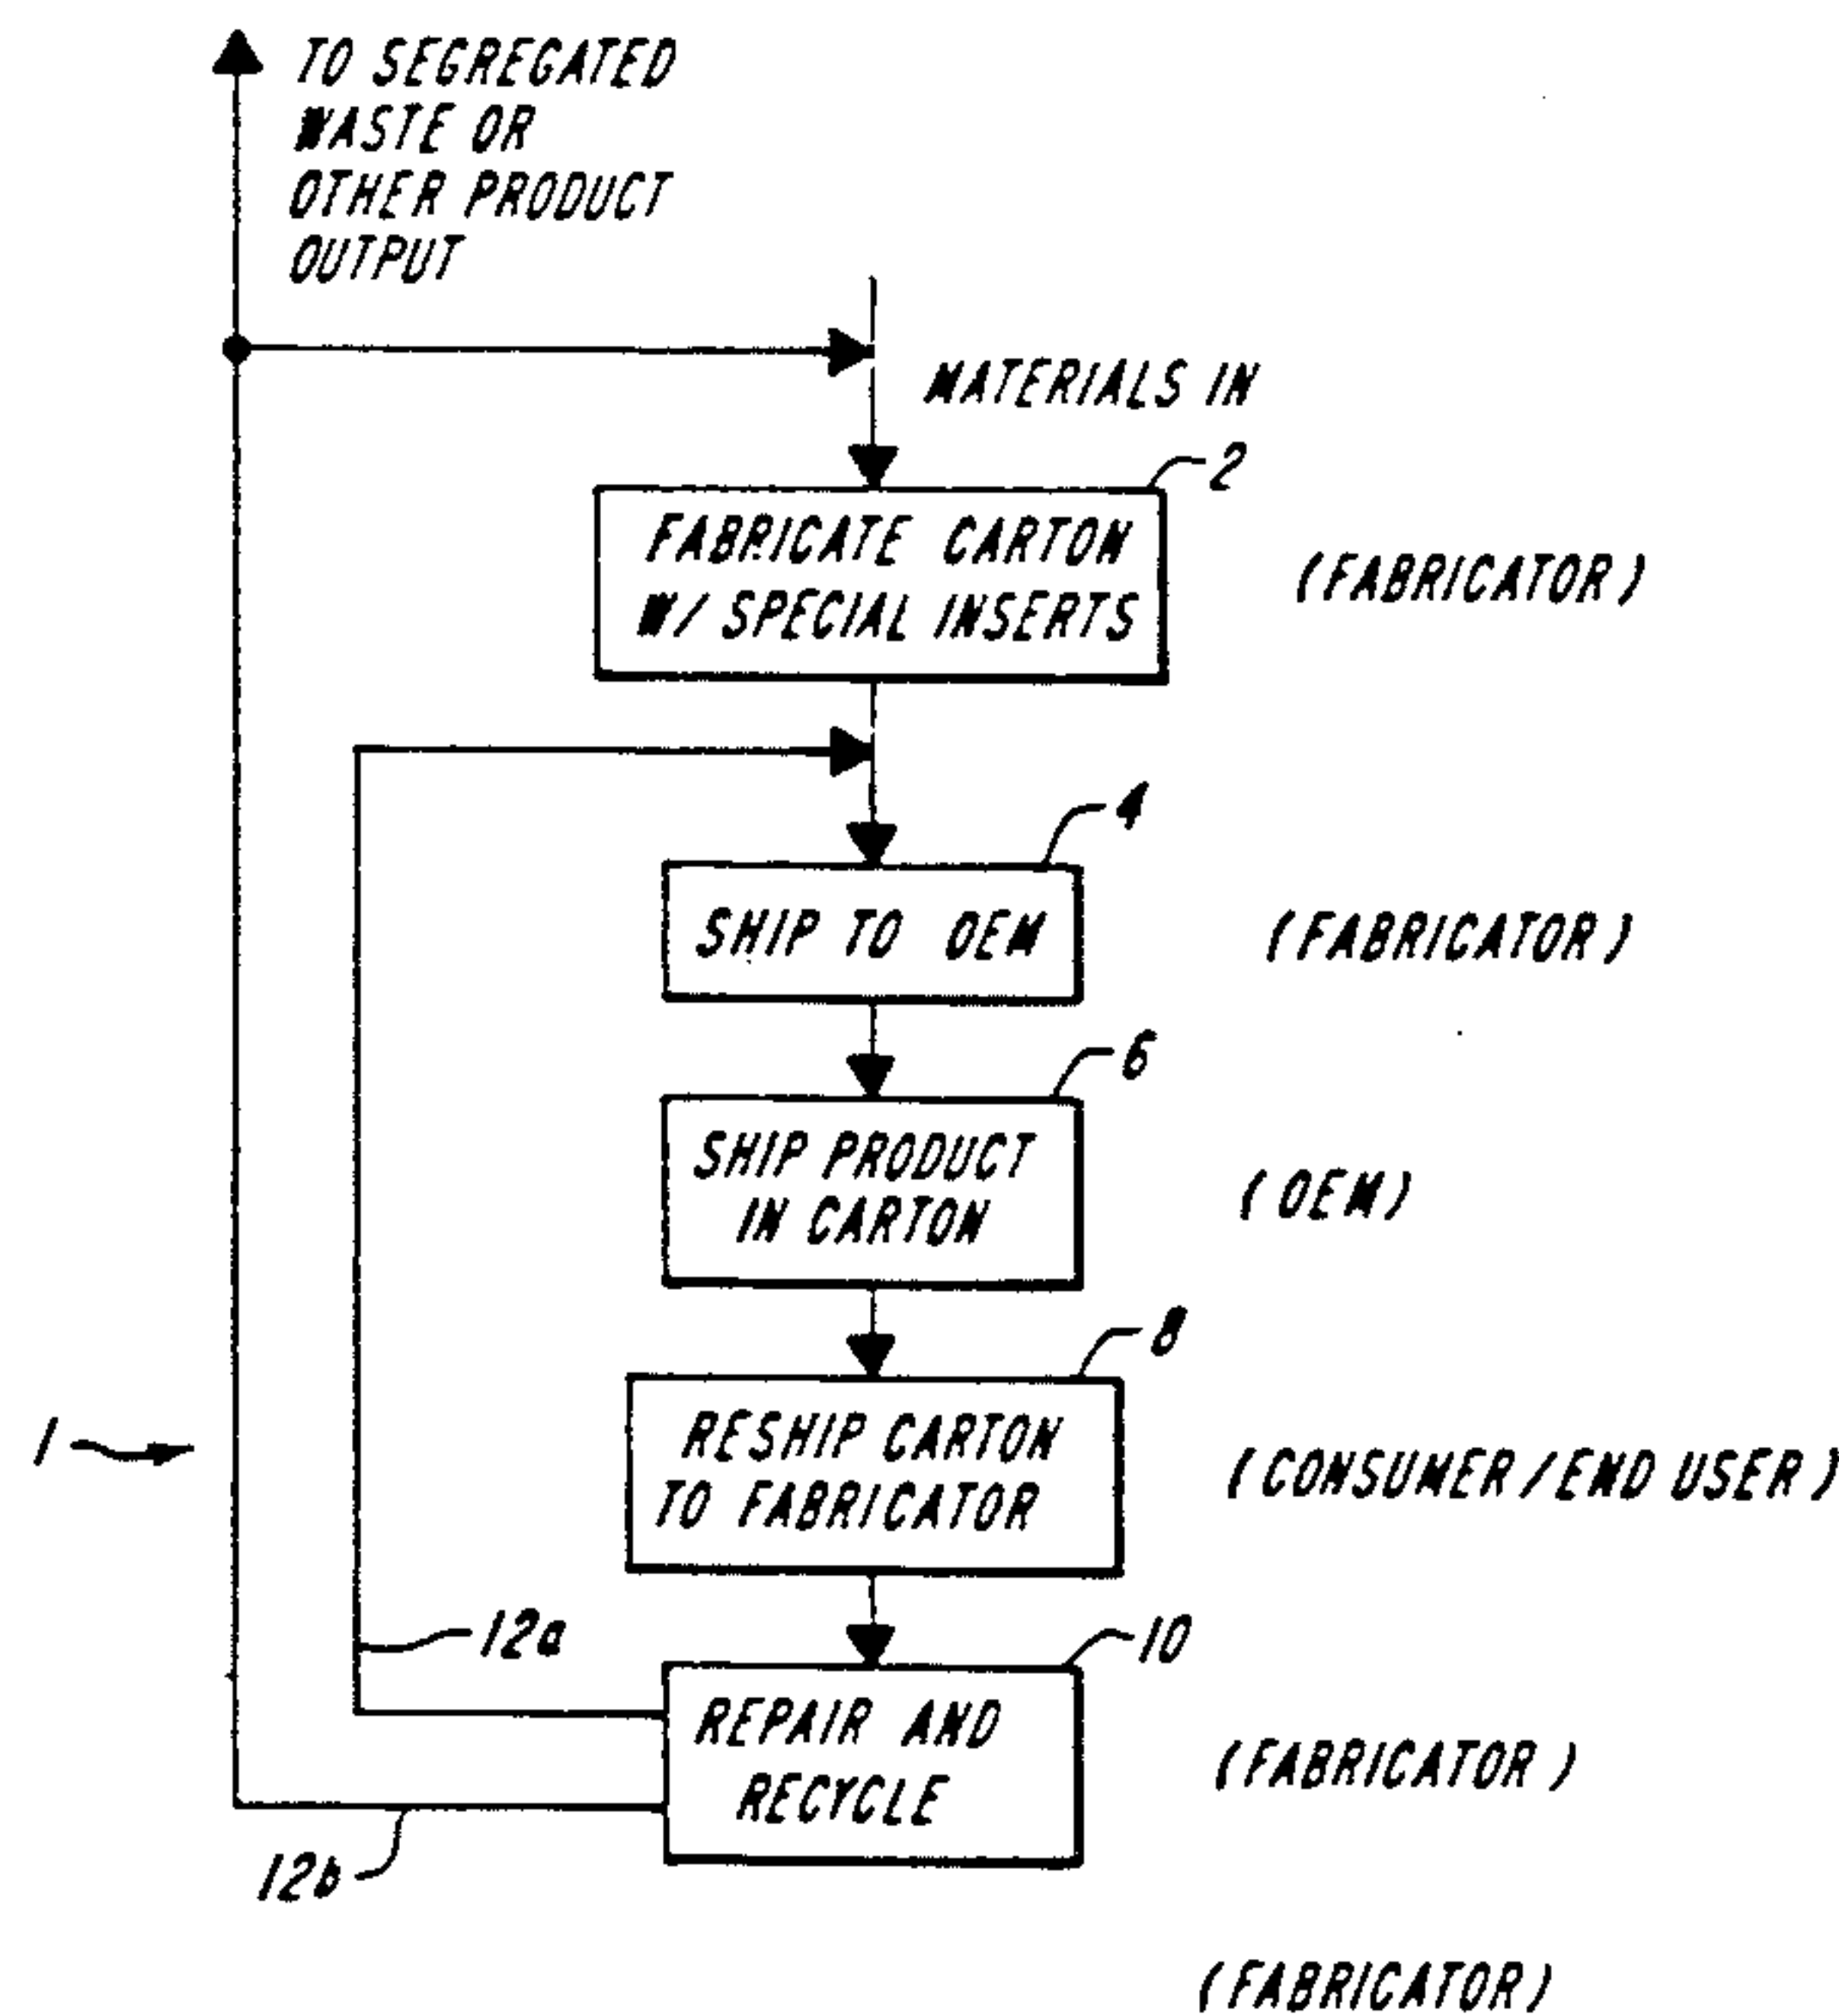 TO SEGREGATED
WASTE OR
OTHER PRODUCT
OUTPUT
MATERIALS IN
2
FABRICATE CARTON
W/ SPECIAL INSERTS
(FABRICATOR)
4
SHIP TO OEM
(FABRICATOR)
6
SHIP PRODUCT
IN CARTON
(OEM)
8
RESHIP CARTON
TO FABRICATOR
(CONSUMER/END USER)
1
12a
10
REPAIR AND
RECYCLE
(FABRICATOR)
12b
(FABRICATOR)